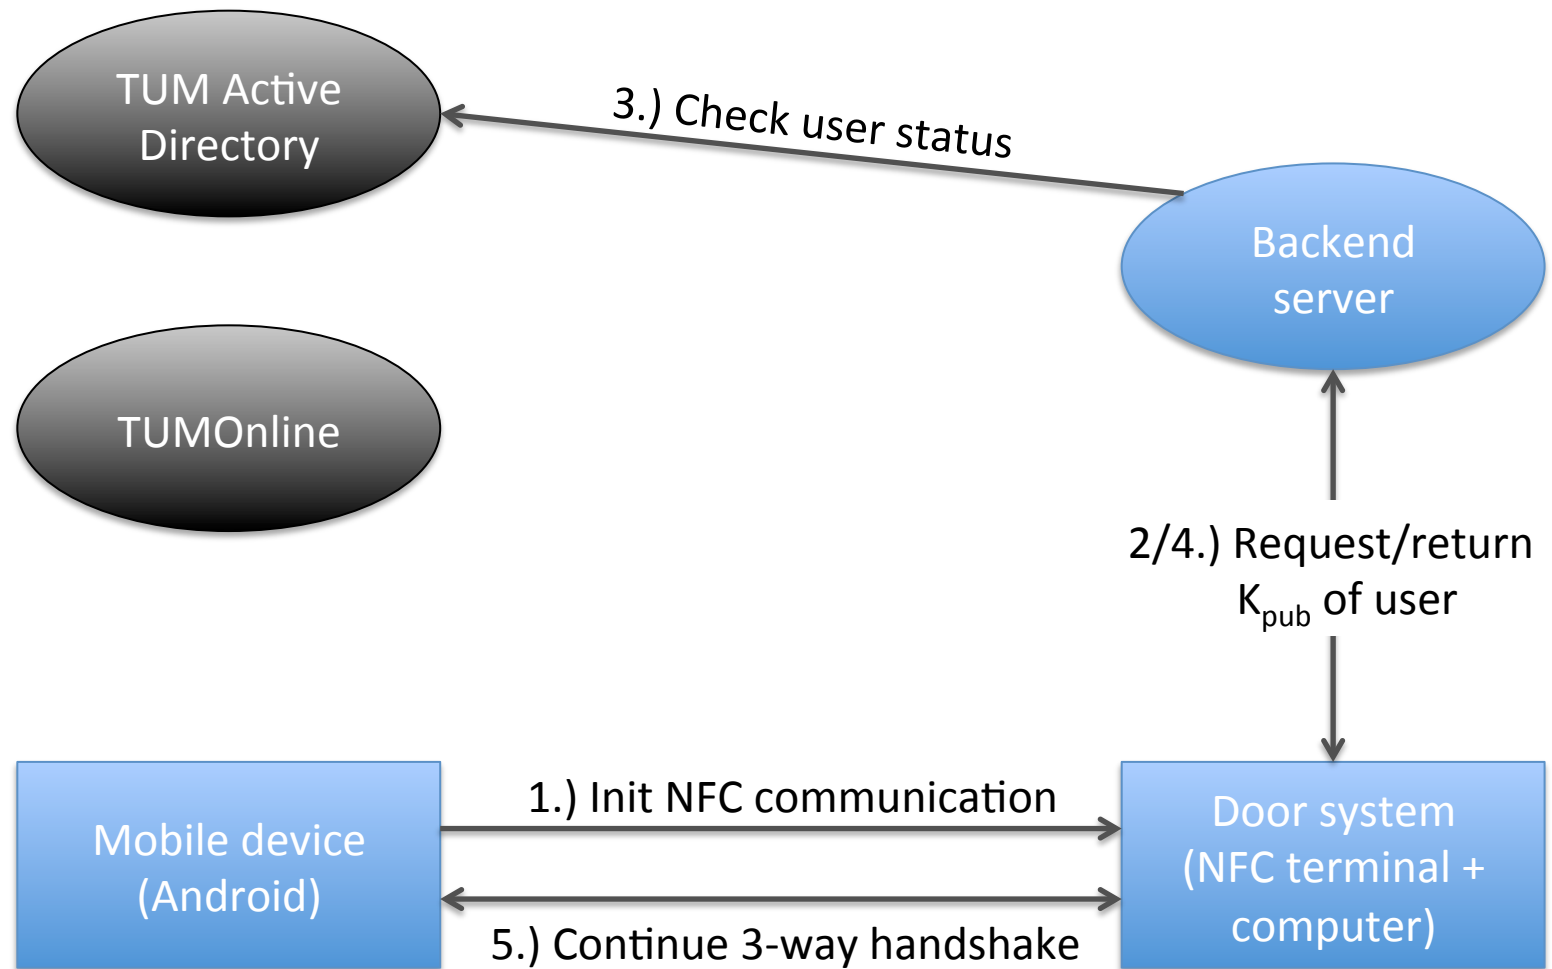 TUM Active
Directory
3.) Check user status
Backend
server
TUMOnline
2/4.) Request/return
K_pub of user
1.) Init NFC communication
Mobile device
(Android)
Door system
(NFC terminal +
computer)
5.) Continue 3-way handshake